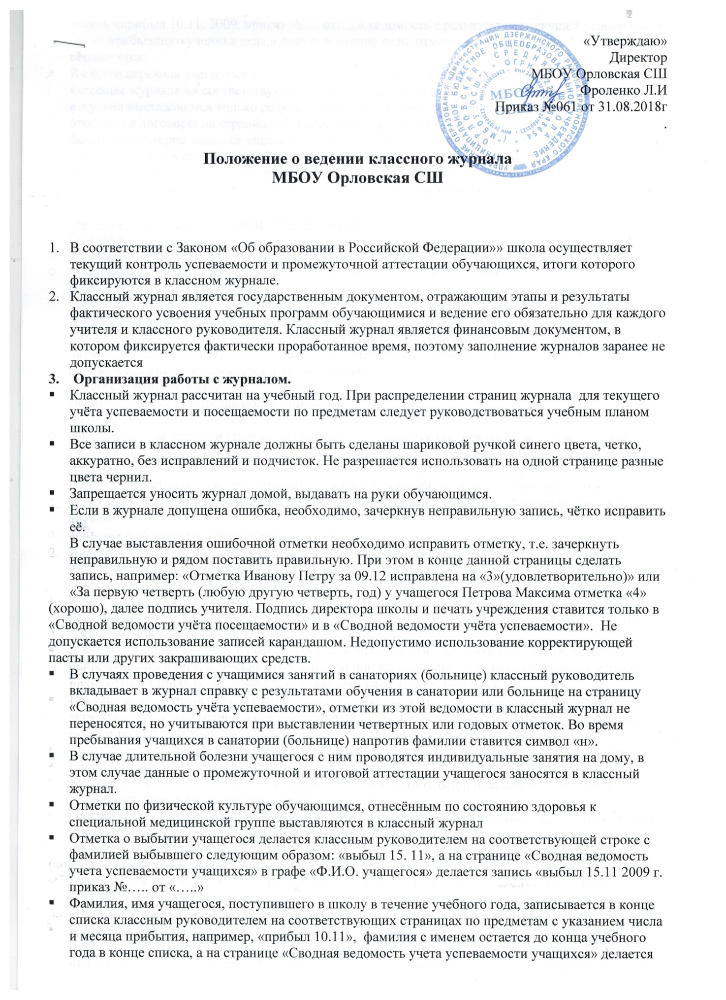 «Утверждаю»
Директор
МБОУ Орловская СШ
Фроленко Л.И
Приказ №061 от 31.08.2018г
.
МБОУ
ОСШ
Положение о ведении классного журнала
МБОУ Орловская СШ
1. В соответствии с Законом «Об образовании в Российской Федерации»» школа осуществляет
текущий контроль успеваемости и промежуточной аттестации обучающихся, итоги которого
фиксируются в классном журнале.
2. Классный журнал является государственным документом, отражающим этапы и результаты
фактического усвоения учебных программ обучающимися и ведение его обязательно для каждого
учителя и классного руководителя. Классный журнал является финансовым документом, в
котором фиксируется фактически проработанное время, поэтому заполнение журналов заранее не
допускается
3. Организация работы с журналом.
▪ Классный журнал рассчитан на учебный год. При распределении страниц журнала для текущего
учёта успеваемости и посещаемости по предметам следует руководствоваться учебным планом
школы.
▪ Все записи в классном журнале должны быть сделаны шариковой ручкой синего цвета, четко,
аккуратно, без исправлений и подчисток. Не разрешается использовать на одной странице разные
цвета чернил.
▪ Запрещается уносить журнал домой, выдавать на руки обучающимся.
▪ Если в журнале допущена ошибка, необходимо, зачеркнув неправильную запись, чётко исправить
её.
В случае выставления ошибочной отметки необходимо исправить отметку, т.е. зачеркнуть
неправильную и рядом поставить правильную. При этом в конце данной страницы сделать
запись, например: «Отметка Иванову Петру за 09.12 исправлена на «3»(удовлетворительно)» или
«За первую четверть (любую другую четверть, год) у учащегося Петрова Максима отметка «4»
(хорошо), далее подпись учителя. Подпись директора школы и печать учреждения ставится только в
«Сводной ведомости учёта посещаемости» и в «Сводной ведомости учёта успеваемости». Не
допускается использование записей карандашом. Недопустимо использование корректирующей
пасты или других закрашивающих средств.
▪ В случаях проведения с учащимися занятий в санаториях (больнице) классный руководитель
вкладывает в журнал справку с результатами обучения в санатории или больнице на страницу
«Сводная ведомость учёта успеваемости», отметки из этой ведомости в классный журнал не
переносятся, но учитываются при выставлении четвертных или годовых отметок. Во время
пребывания учащихся в санатории (больнице) напротив фамилии ставится символ «н».
▪ В случае длительной болезни учащегося с ним проводятся индивидуальные занятия на дому, в
этом случае данные о промежуточной и итоговой аттестации учащегося заносятся в классный
журнал.
▪ Отметки по физической культуре обучающимся, отнесённым по состоянию здоровья к
специальной медицинской группе выставляются в классный журнал
▪ Отметка о выбытии учащегося делается классным руководителем на соответствующей строке с
фамилией выбывшего следующим образом: «выбыл 15. 11», а на странице «Сводная ведомость
учета успеваемости учащихся» в графе «Ф.И.О. учащегося» делается запись «выбыл 15.11 2009 г.
приказ №….. от «…..»
▪ Фамилия, имя учащегося, поступившего в школу в течение учебного года, записывается в конце
списка классным руководителем на соответствующих страницах по предметам с указанием числа
и месяца прибытия, например, «прибыл 10.11», фамилия с именем остается до конца учебного
года в конце списка, а на странице «Сводная ведомость учета успеваемости учащихся» делается